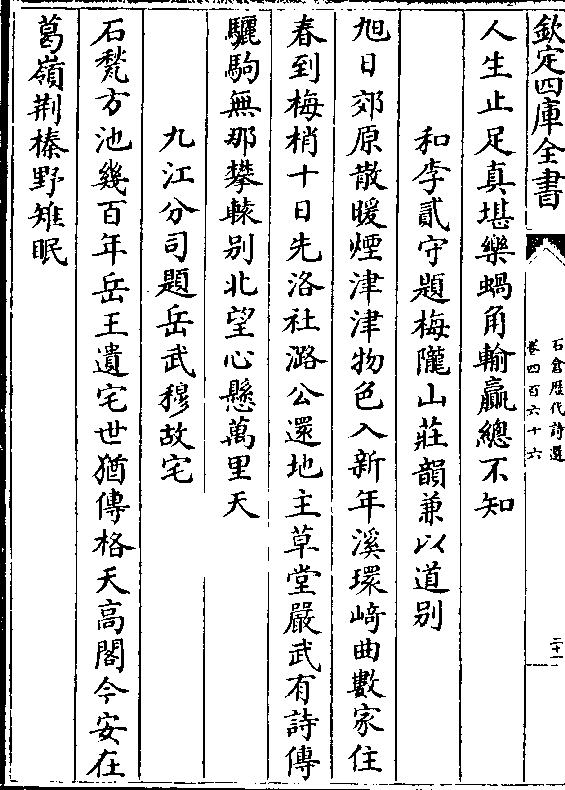 欽定四庫全書
石倉歷代詩選
卷四百六十六
二十一
人生止足真堪樂蝸角輸贏總不知
和李貳守題梅隴山莊韻兼以道别
旭日郊原散暖煙津津物色入新年溪環﨑曲數家住
春到梅梢十日先洛社潞公還地主草堂嚴武有詩傳
驪駒無那攀轅别北望心懸萬里天
九江分司題岳武穆故宅
石甃方池幾百年岳王遺宅世猶傳格天高閣今安在
葛嶺荆榛野雉眠